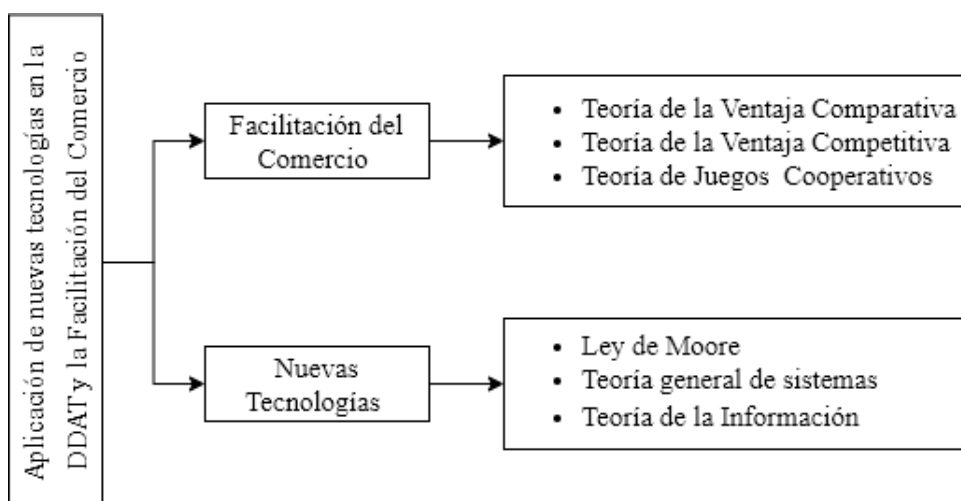 Aplicación de nuevas tecnologías en la
DDAT y la Facilitación del Comercio
Facilitación del
Comercio
• Teoría de la Ventaja Comparativa
• Teoría de la Ventaja Competitiva
• Teoría de Juegos Cooperativos
Nuevas
Tecnologías
• Ley de Moore
• Teoría general de sistemas
• Teoría de la Información